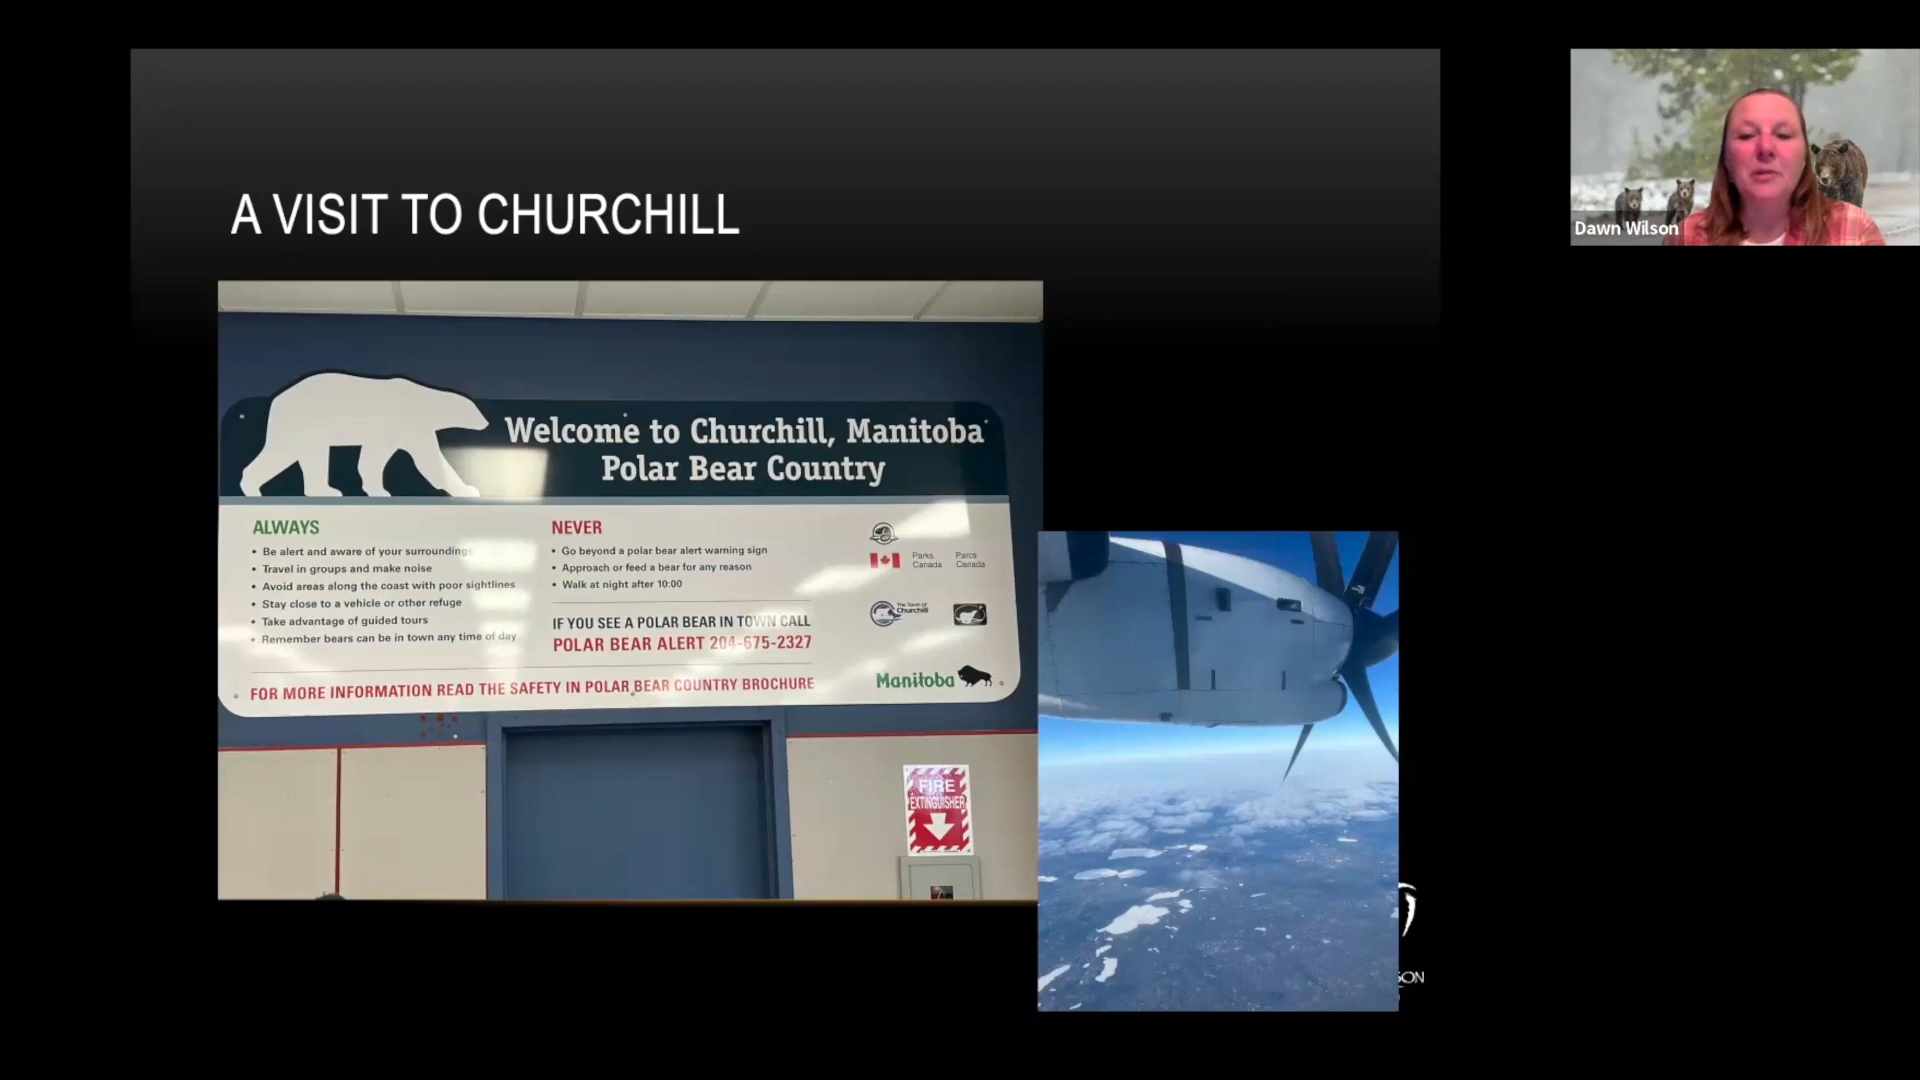 A VISIT TO CHURCHILL
Dawn Wilson
Welcome to Churchill, Manitoba
Polar Bear Country
ALWAYS
• Be alert and aware of your surroundings
• Travel in groups and make noise
• Avoid areas along the coast with poor sightlines
• Stay close to a vehicle or other refuge
• Take advantage of guided tours
• Remember bears can be in town any time of day
NEVER
• Go beyond a polar bear alert warning sign
• Approach or feed a bear for any reason
• Walk at night after 10:00
IF YOU SEE A POLAR BEAR IN TOWN CALL
POLAR BEAR ALERT 204-675-2327
FOR MORE INFORMATION READ THE SAFETY IN POLAR BEAR COUNTRY BROCHURE
Parks Canada
Parcs Canada
The Town of
Churchill
Manitoba
FIRE
EXTINGUISHER
SON